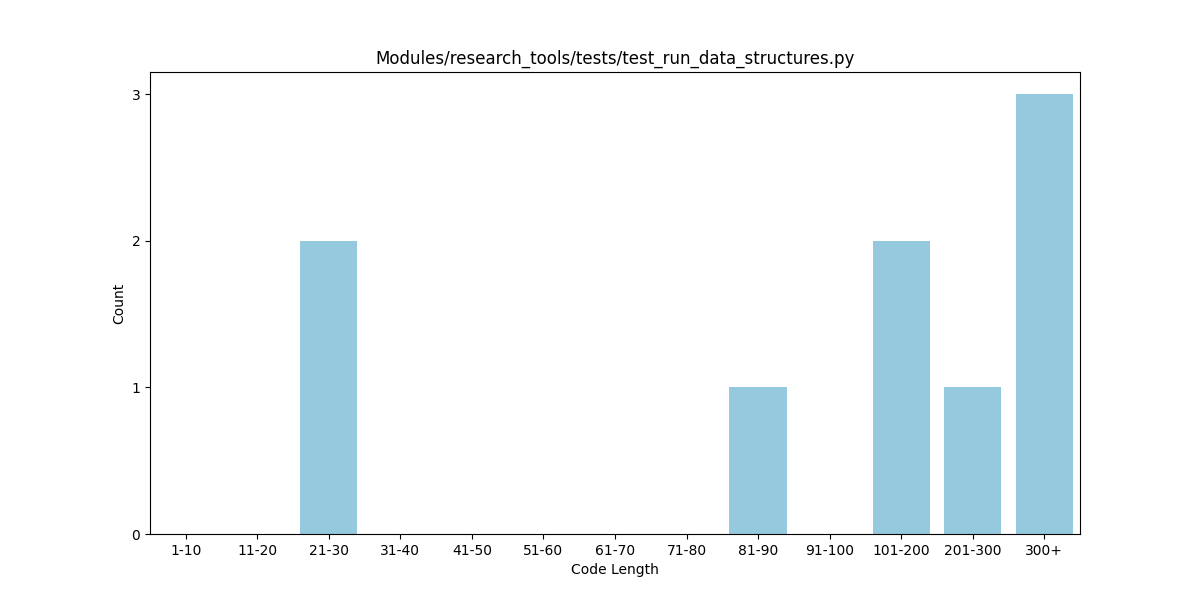 Modules/research_tools/tests/test_run_data_structures.py
3
2
1
0
Count
1-10 11-20 21-30 31-40 41-50 51-60 61-70 71-80 81-90 91-100 101-200 201-300 300+
Code Length